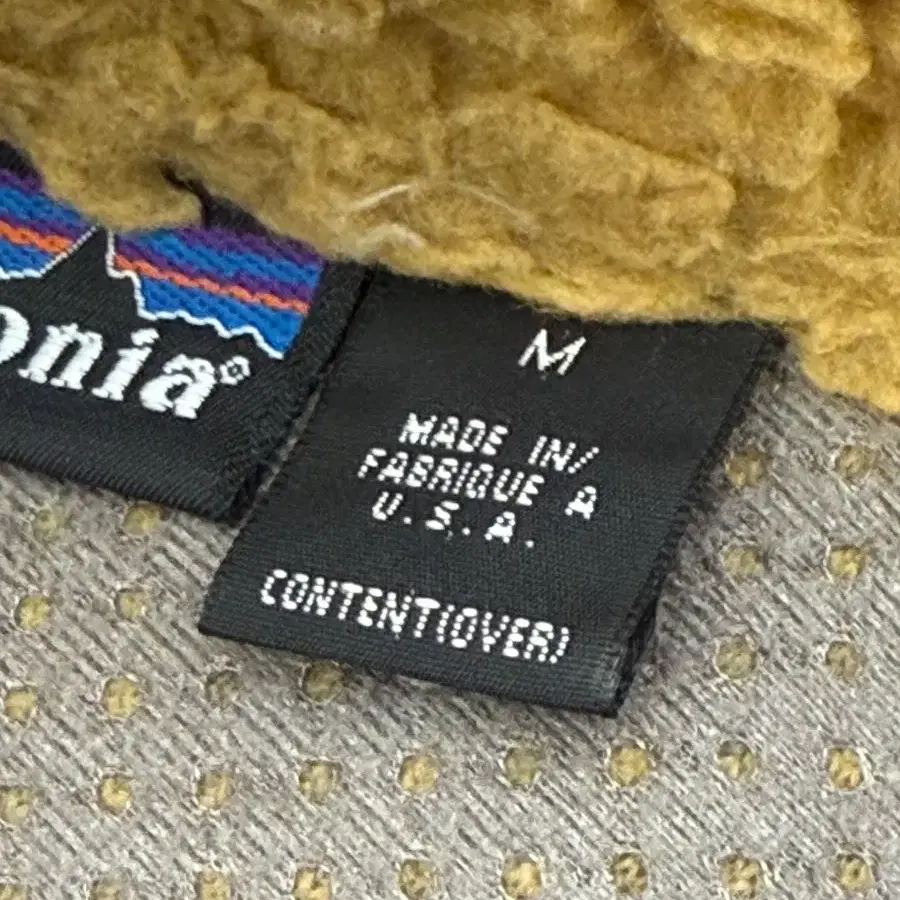 onia®
M
MADE IN/
FABRIQUE A
U.S.A.
CONTENT(OVER)